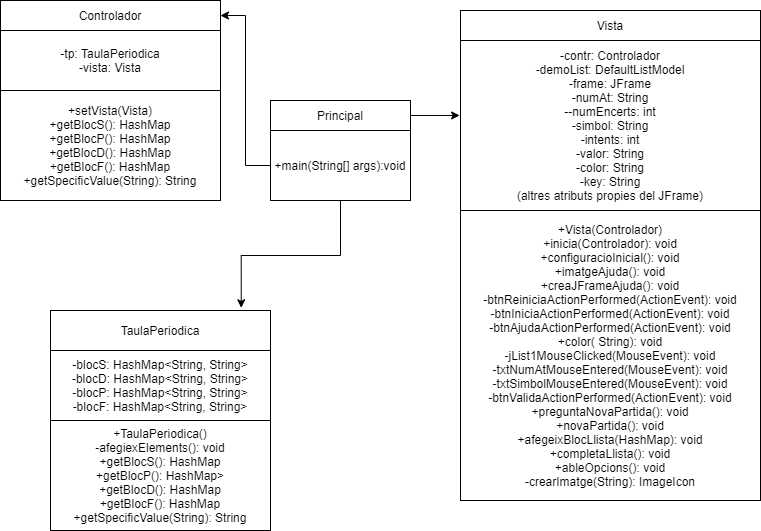 Controlador
-tp: TaulaPeriodica
-vista: Vista
+setVista(Vista)
+getBlocS(): HashMap
+getBlocP(): HashMap
+getBlocD(): HashMap
+getBlocF(): HashMap
+getSpecificValue(String): String
Principal
+main(String[] args):void
Vista
-contr: Controlador
-demoList: DefaultListModel
-frame: JFrame
-numAt: String
--numEncerts: int
-simbol: String
-intents: int
-valor: String
-color: String
-key: String
(altres atributs propies del JFrame)
+Vista(Controlador)
+inicia(Controlador): void
+configuracioInicial(): void
+imatgeAjuda(): void
+creaJFrameAjuda(): void
-btnReiniciaActionPerformed(ActionEvent): void
-btnIniciaActionPerformed(ActionEvent): void
-btnAjudaActionPerformed(ActionEvent): void
+color( String): void
-jList1MouseClicked(MouseEvent): void
-txtNumAtMouseEntered(MouseEvent): void
-txtSimbolMouseEntered(MouseEvent): void
-btnValidaActionPerformed(ActionEvent): void
+preguntaNovaPartida(): void
+novaPartida(): void
+afegeixBlocLlista(HashMap): void
+completaLlista(): void
+ableOpcions(): void
-crearImatge(String): ImageIcon
TaulaPeriodica
-blocS: HashMap<String, String>
-blocD: HashMap<String, String>
-blocP: HashMap<String, String>
-blocF: HashMap<String, String>
+TaulaPeriodica()
-afegiexElements(): void
+getBlocS(): HashMap
+getBlocP(): HashMap>
+getBlocD(): HashMap
+getBlocF(): HashMap
+getSpecificValue(String): String